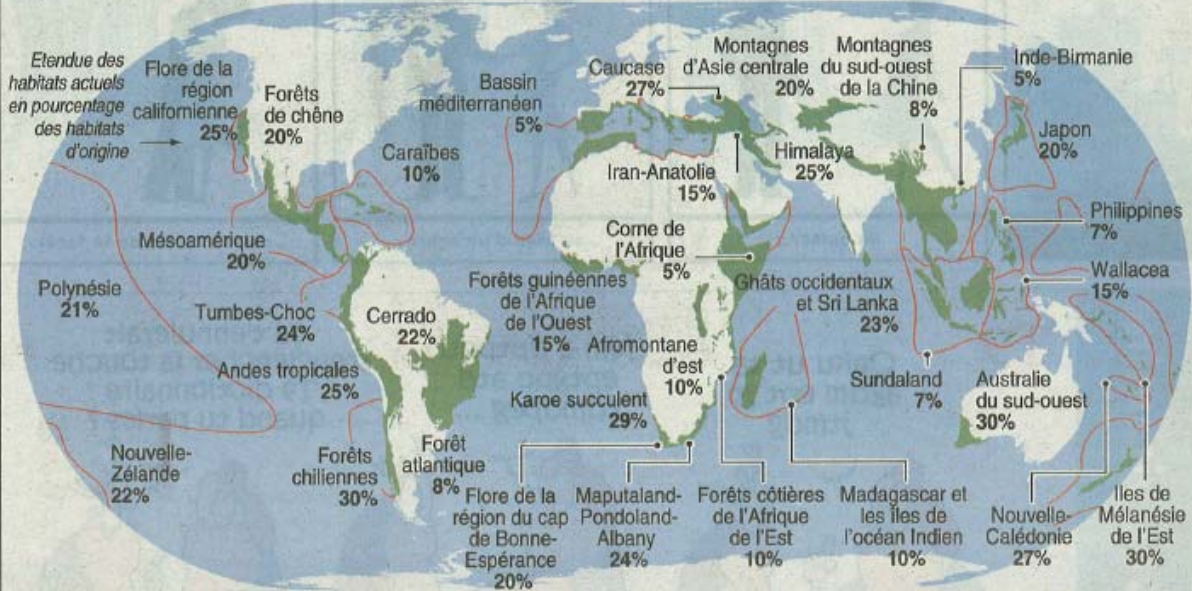 Etendue des
habitats actuels
en pourcentage
des habitats
d'origine
Flore de la
région
californienne
25%
Forêts
de chêne
20%
Caraïbes
10%
Bassin
méditerranéen
5%
Caucase
27%
Montagnes
d'Asie centrale
20%
Montagnes
du sud-ouest
de la Chine
8%
Inde-Birmanie
5%
Japon
20%
Iran-Anatolie
15%
Himalaya
25%
Philippines
7%
Mésoamérique
20%
Corne de
l'Afrique
5%
Wallacea
15%
Polynésie
21%
Tumbes-Choc
24%
Cerrado
22%
Forêts guinéennes
de l'Afrique
de l'Ouest
15%
Ghâts occidentaux
et Sri Lanka
23%
Afromontane
d'est
10%
Andes tropicales
25%
Karoe succulent
29%
Sundaland
7%
Australie
du sud-ouest
30%
Nouvelle-
Zélande
22%
Forêts
chiliennes
30%
Forêt
atlantique
8%
Flore de la
région du cap
de Bonne-
Espérance
20%
Maputaland-
Pondoland-
Albany
24%
Forêts côtières
de l'Afrique
de l'Est
10%
Madagascar et
les îles de
l'océan Indien
10%
Nouvelle-
Calédonie
27%
Iles de
Mélanésie
de l'Est
30%